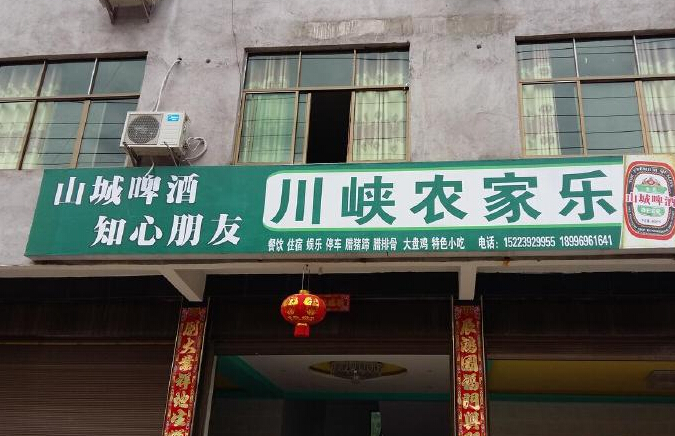 山城啤酒
知心朋友
川峡农家乐
餐饮 住宿 娱乐 停车 腊猪蹄 腊排骨 大盘鸡 特色小吃 电话：15223929955 18996961641
山城啤酒